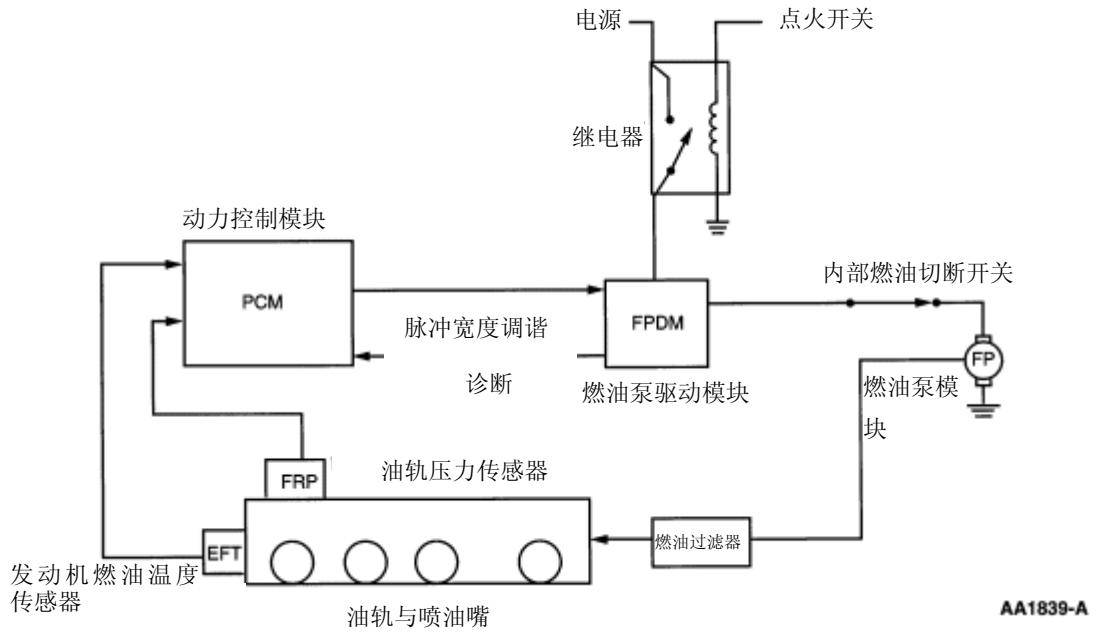 电源
点火开关
继电器
动力控制模块
PCM
脉冲宽度调谐
诊断
FPDM
燃油泵驱动模块
内部燃油切断开关
FP
燃油泵模
块
FRP
油轨压力传感器
EFT
燃油过滤器
发动机燃油温度
传感器
油轨与喷油嘴
AA1839-A